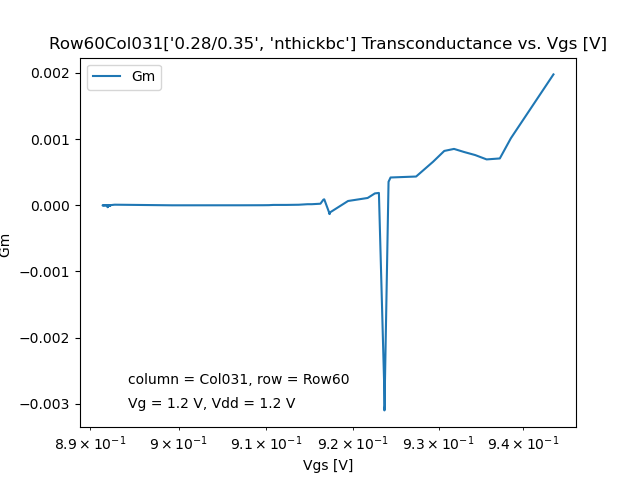 Row60Col031['0.28/0.35', 'nthickbc'] Transconductance vs. Vgs [V]
Gm
0.002
0.001
0.000
−0.001
−0.002
−0.003
Gm
column = Col031, row = Row60
Vg = 1.2 V, Vdd = 1.2 V
8.9 × 10⁻¹ 9 × 10⁻¹ 9.1 × 10⁻¹ 9.2 × 10⁻¹ 9.3 × 10⁻¹ 9.4 × 10⁻¹
Vgs [V]